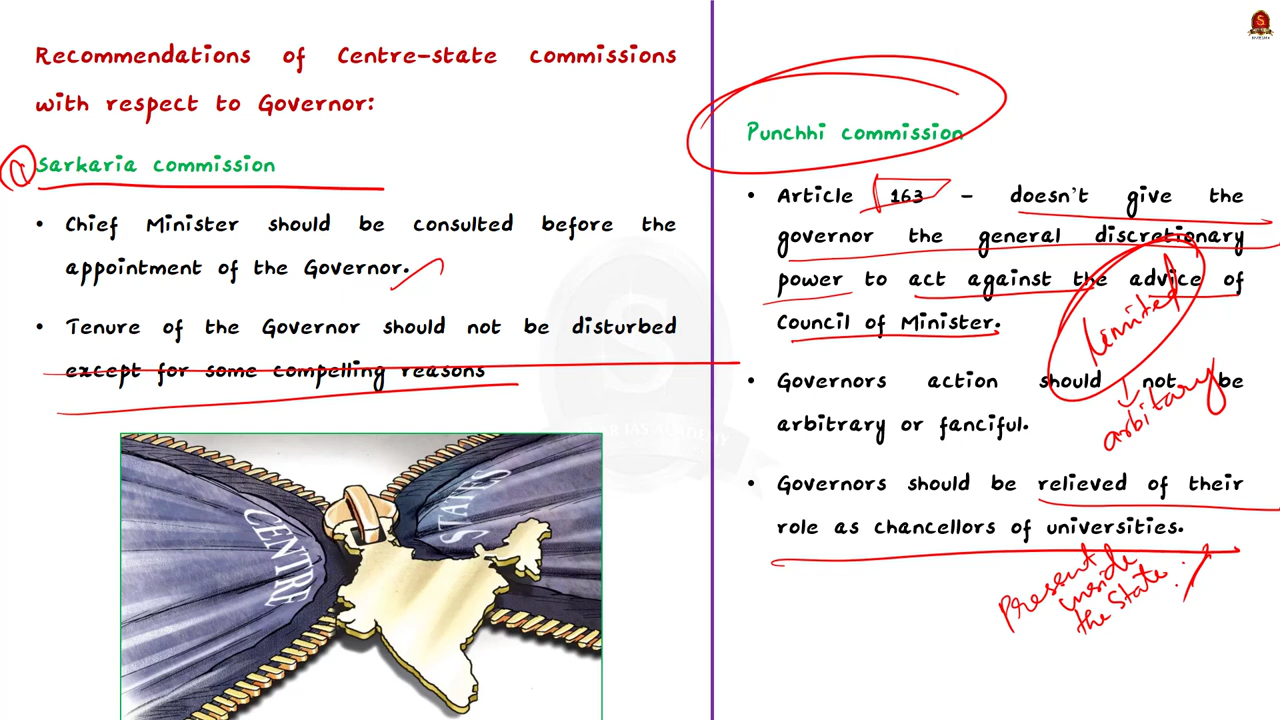 Recommendations of Centre-state commissions
with respect to Governor:
① Sarkaria commission
• Chief Minister should be consulted before the
appointment of the Governor.
• Tenure of the Governor should not be disturbed
except for some compelling reasons
CENTRE
STATES
Punchhi commission
• Article 163 – doesn't give the
governor the general discretionary
power to act against the advice of
Council of Minister.
limited
• Governors action should not be
arbitrary or fanciful.
arbitary
• Governors should be relieved of their
role as chancellors of universities.
Present
inside
the State
IAS ACADEMY